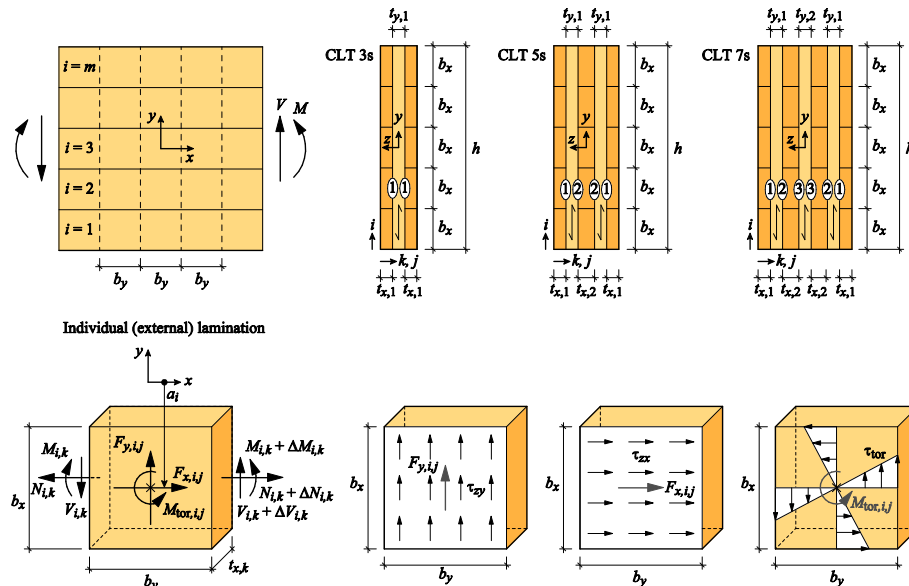 i = m
i = 3
i = 2
i = 1
y
x
V M
b_y b_y b_y
CLT 3s
t_y,1
y
z
1 1
i
k, j
t_x,1 t_x,1
b_x
b_x
b_x
b_x
b_x
h
CLT 5s
t_y,1 t_y,1
y
z
1 2 2 1
i
k, j
t_x,1 t_x,2 t_x,1
b_x
b_x
b_x
b_x
b_x
h
CLT 7s
t_y,1 t_y,2 t_y,1
y
z
1 2 3 3 2 1
i
k, j
t_x,1 t_x,2 t_x,2 t_x,1
b_x
b_x
b_x
b_x
b_x
Individual (external) lamination
y
x
a_i
M_i,k
N_i,k
V_i,k
F_y,i,j
F_x,i,j
M_tor,i,j
M_i,k + ΔM_i,k
N_i,k + ΔN_i,k
V_i,k + ΔV_i,k
b_x
b_y
t_x,k
F_y,i,j
τ_zy
b_x
b_y
τ_zx
F_x,i,j
b_x
b_y
τ_tor
M_tor,i,j
b_x
b_y